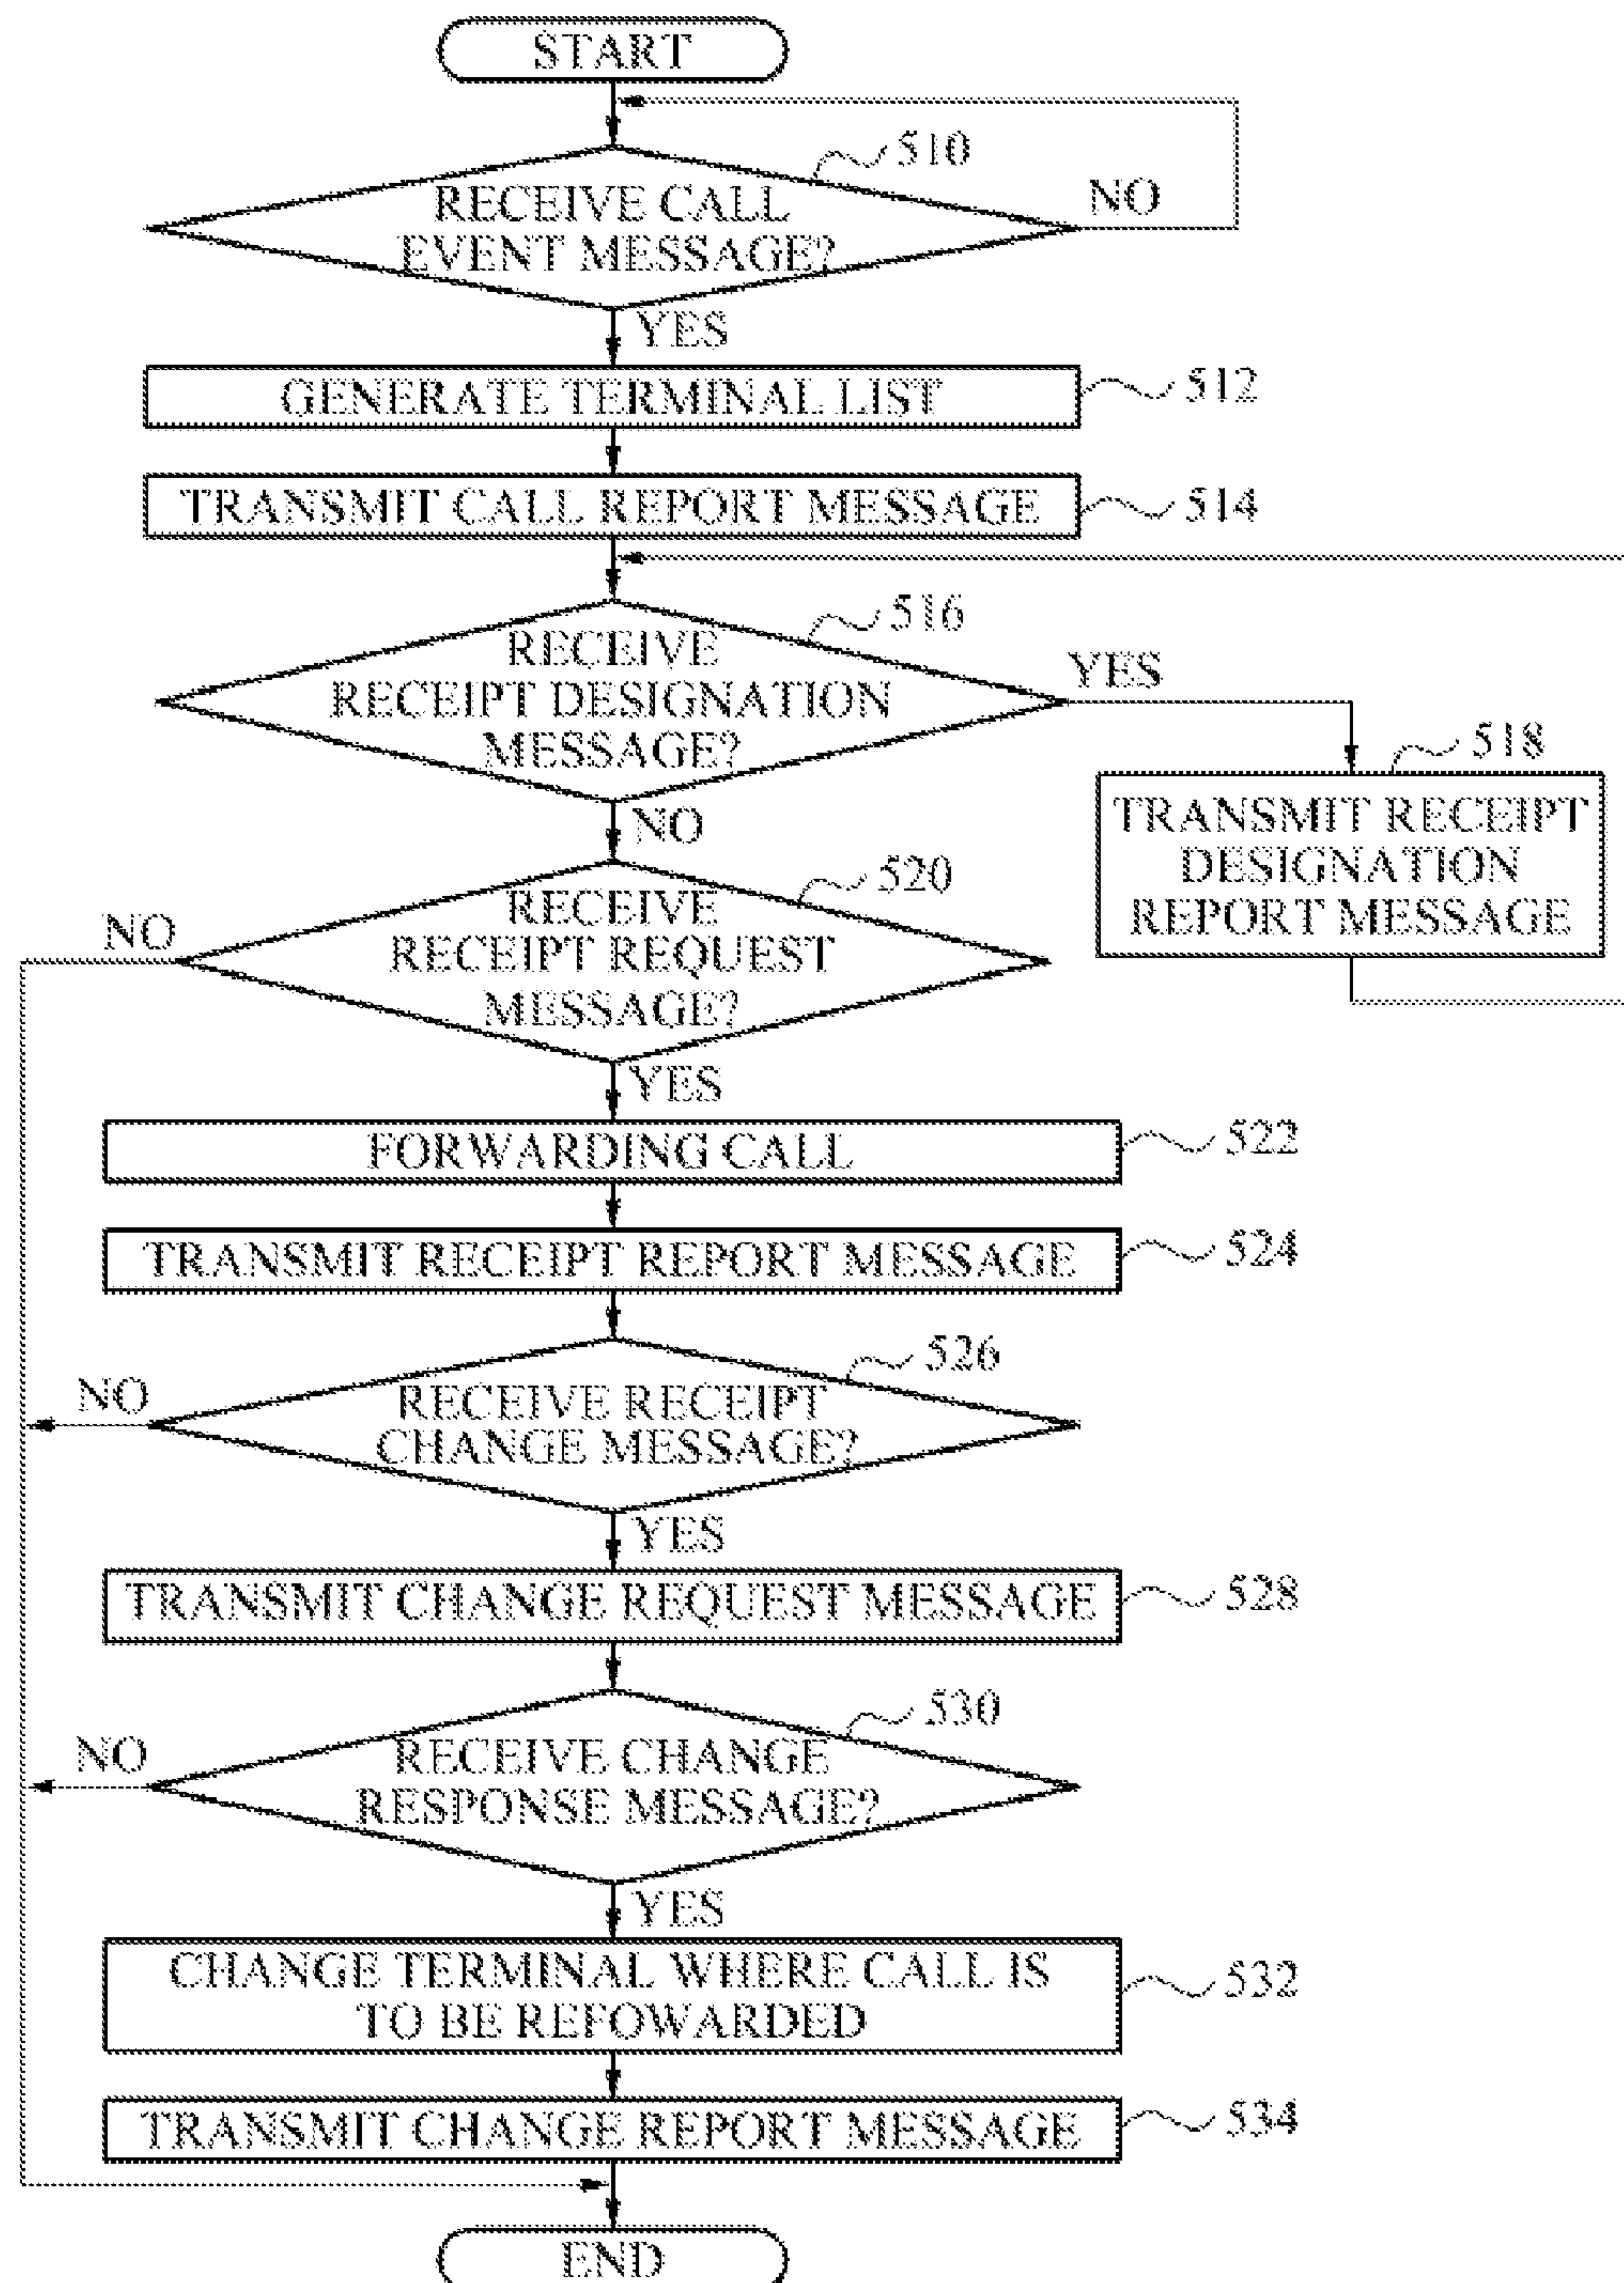 START
510
RECEIVE CALL
EVENT MESSAGE?
NO
YES
GENERATE TERMINAL LIST
512
TRANSMIT CALL REPORT MESSAGE
514
516
RECEIVE
RECEIPT DESIGNATION
MESSAGE?
YES
518
TRANSMIT RECEIPT
DESIGNATION
REPORT MESSAGE
NO
520
RECEIVE
RECEIPT REQUEST
MESSAGE?
NO
YES
FORWARDING CALL
522
TRANSMIT RECEIPT REPORT MESSAGE
524
526
RECEIVE RECEIPT
CHANGE MESSAGE?
NO
YES
TRANSMIT CHANGE REQUEST MESSAGE
528
530
RECEIVE CHANGE
RESPONSE MESSAGE?
NO
YES
CHANGE TERMINAL WHERE CALL IS
TO BE REFOWARDED
532
TRANSMIT CHANGE REPORT MESSAGE
534
END